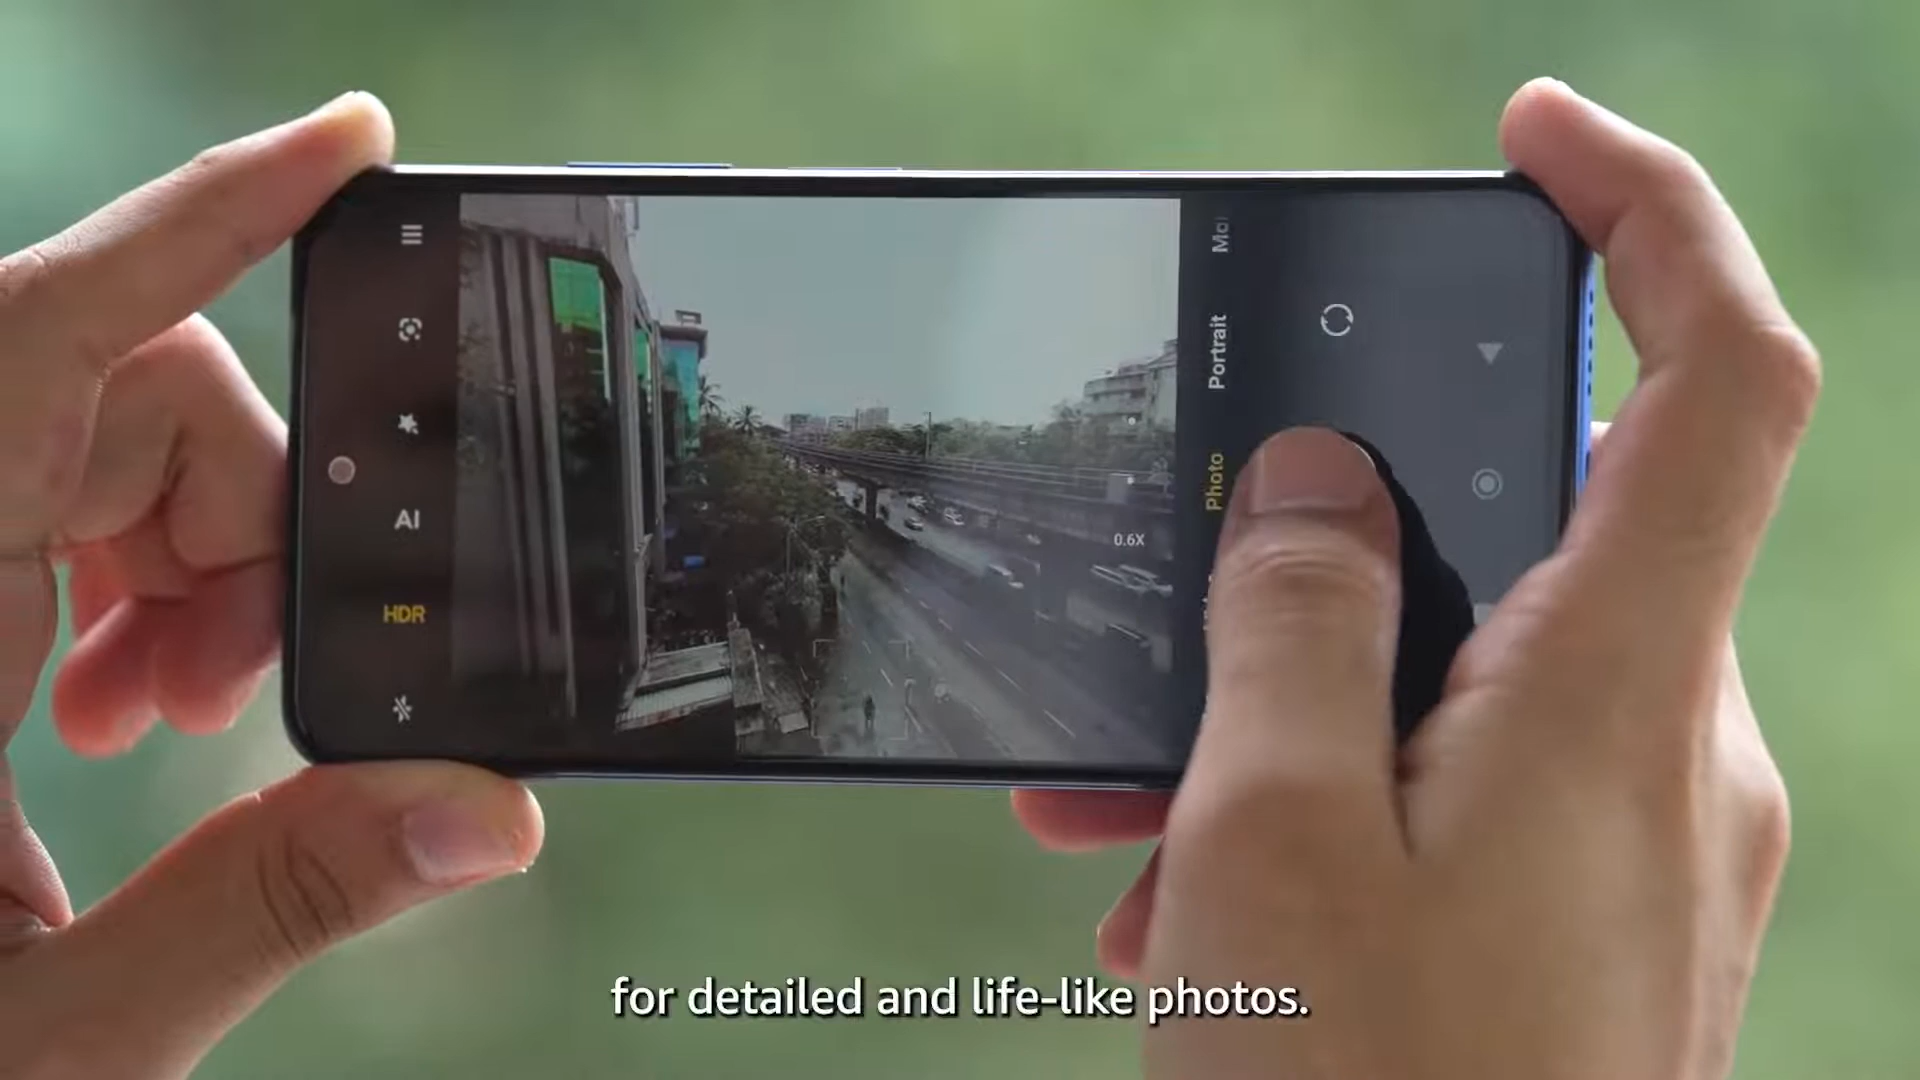 AI
HDR
0.6X
Portrait
Photo
for detailed and life-like photos.